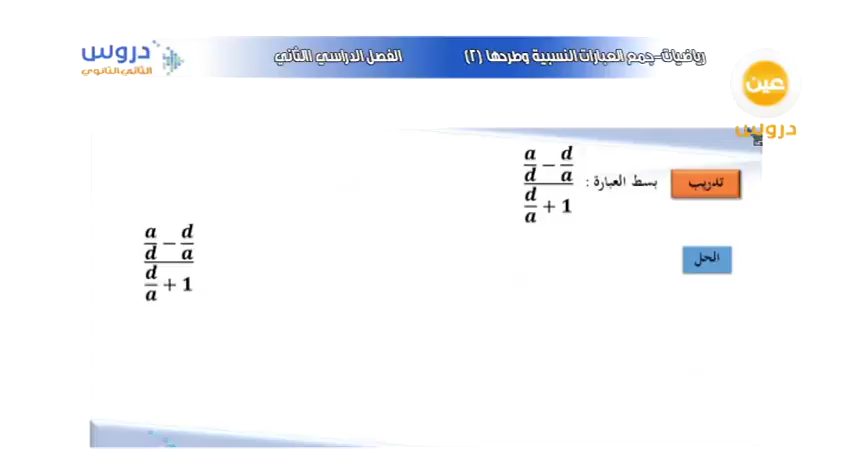 رياضيات-جمع العبارات النسبية وطرحها (٢) الفصل الدراسي الثاني
دروس
الثاني الثانوي
عين
دروس
تدريب
بسط العبارة : (a/d − d/a) / (d/a + 1)
الحل
(a/d − d/a) / (d/a + 1)